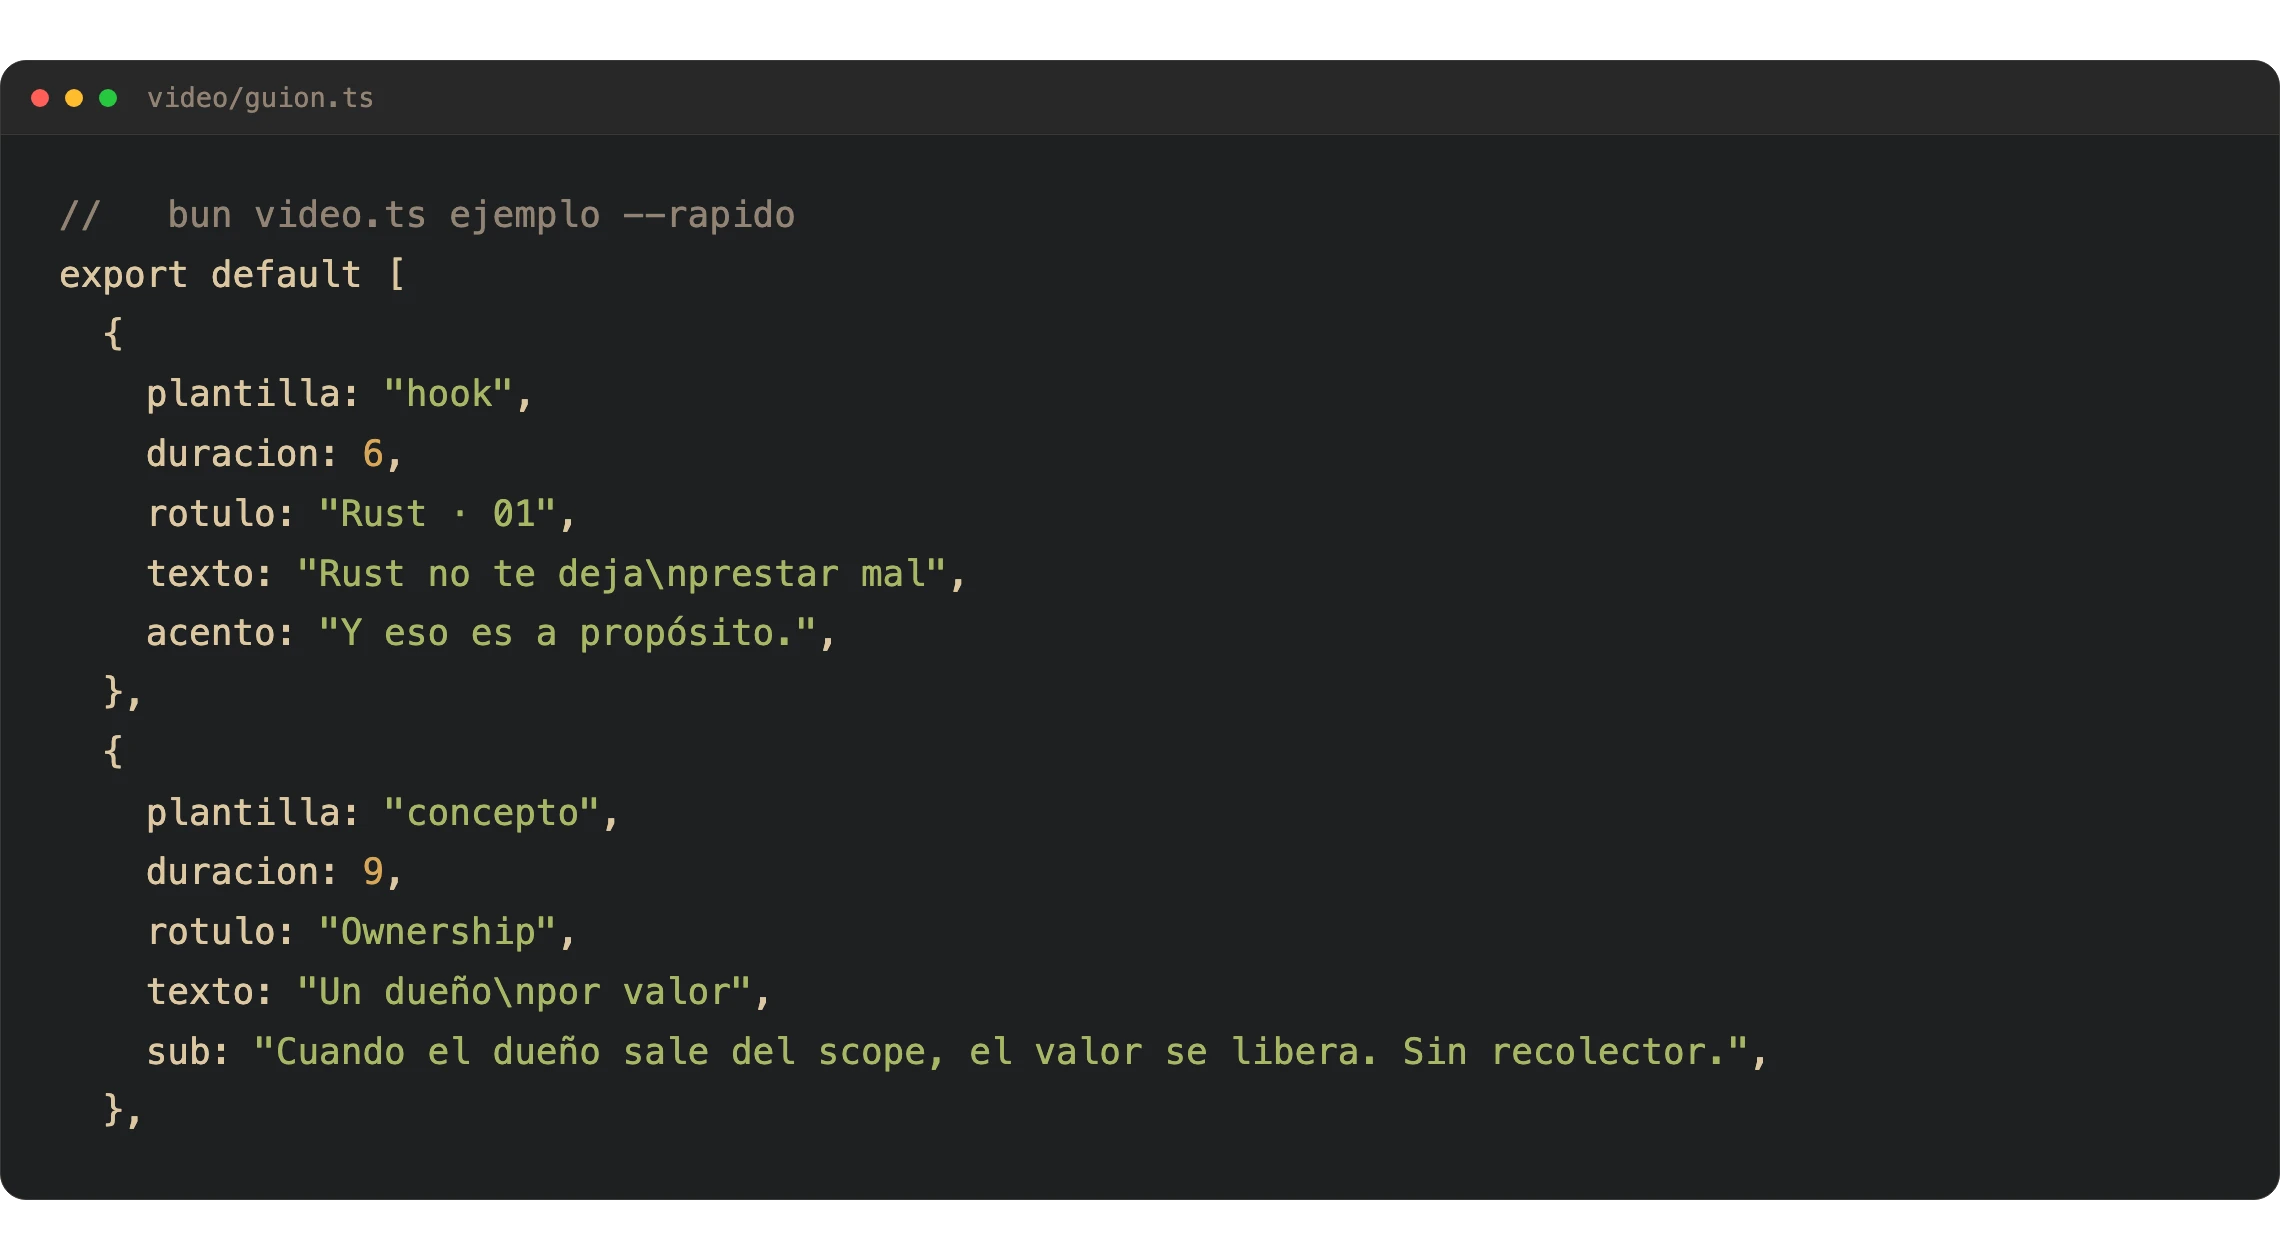 video/guion.ts
//   bun video.ts ejemplo --rapido
export default [
  {
    plantilla: "hook",
    duracion: 6,
    rotulo: "Rust · 01",
    texto: "Rust no te deja\nprestar mal",
    acento: "Y eso es a propósito.",
  },
  {
    plantilla: "concepto",
    duracion: 9,
    rotulo: "Ownership",
    texto: "Un dueño\npor valor",
    sub: "Cuando el dueño sale del scope, el valor se libera. Sin recolector.",
  },